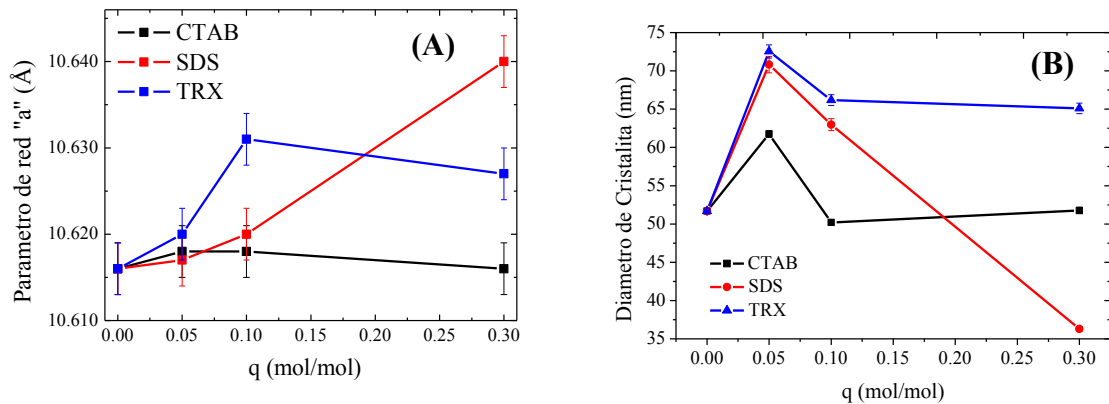 (A)
CTAB
SDS
TRX
Parametro de red "a" (Å)
10.640
10.630
10.620
10.610
0.00 0.05 0.10 0.15 0.20 0.25 0.30
q (mol/mol)
(B)
Diametro de Cristalita (nm)
75
70
65
60
55
50
45
40
35
CTAB
SDS
TRX
0.00 0.05 0.10 0.15 0.20 0.25 0.30
q (mol/mol)